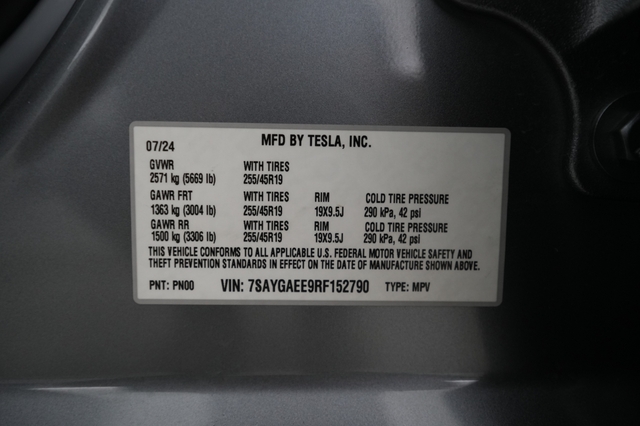 07/24 MFD BY TESLA, INC.
GVWR WITH TIRES
2571 kg (5669 lb) 255/45R19
GAWR FRT WITH TIRES RIM COLD TIRE PRESSURE
1363 kg (3004 lb) 255/45R19 19X9.5J 290 kPa, 42 psi
GAWR RR WITH TIRES RIM COLD TIRE PRESSURE
1500 kg (3306 lb) 255/45R19 19X9.5J 290 kPa, 42 psi
THIS VEHICLE CONFORMS TO ALL APPLICABLE U.S. FEDERAL MOTOR VEHICLE SAFETY AND
THEFT PREVENTION STANDARDS IN EFFECT ON THE DATE OF MANUFACTURE SHOWN ABOVE.
PNT: PN00 VIN: 7SAYGAEE9RF152790 TYPE: MPV